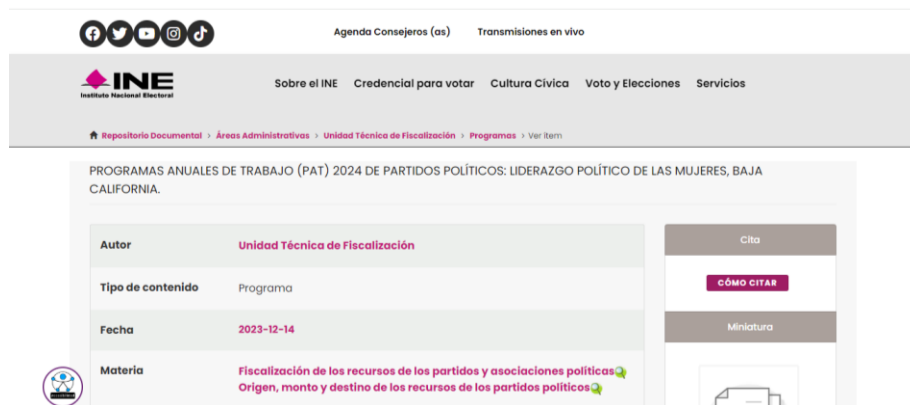 Agenda Consejeros (as) Transmisiones en vivo
INE
Instituto Nacional Electoral
Sobre el INE Credencial para votar Cultura Cívica Voto y Elecciones Servicios
Repositorio Documental > Áreas Administrativas > Unidad Técnica de Fiscalización > Programas > Ver ítem
PROGRAMAS ANUALES DE TRABAJO (PAT) 2024 DE PARTIDOS POLÍTICOS: LIDERAZGO POLÍTICO DE LAS MUJERES, BAJA
CALIFORNIA.
Autor Unidad Técnica de Fiscalización
Tipo de contenido Programa
Fecha 2023-12-14
Materia Fiscalización de los recursos de los partidos y asociaciones políticas
Origen, monto y destino de los recursos de los partidos políticos
Cita
CÓMO CITAR
Miniatura